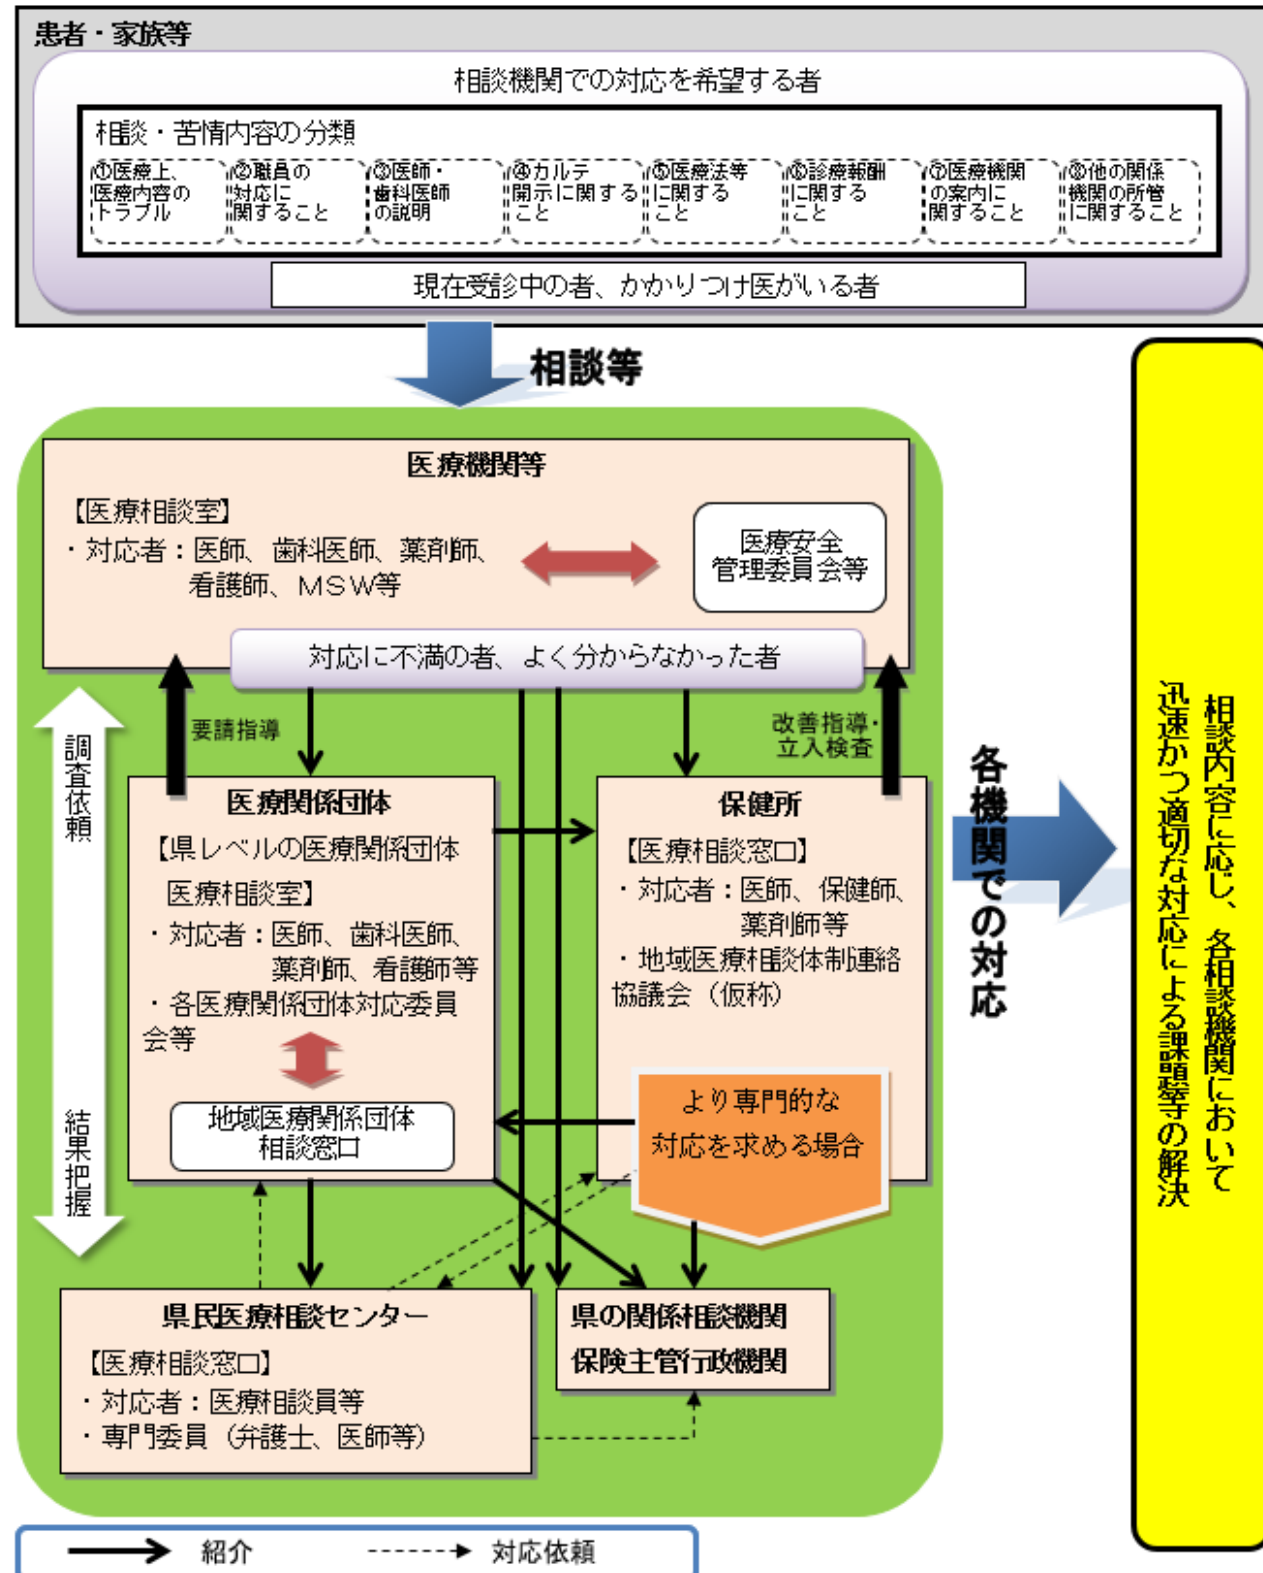 患者・家族等
相談機関での対応を希望する者
相談・苦情内容の分類
①医療上、
医療内容の
トラブル
②職員の
対応に
関すること
③医師・
歯科医師
の説明
④カルテ
開示に関する
こと
⑤医療法等
に関する
こと
⑥診療報酬
に関する
こと
⑦医療機関
の案内に
関すること
⑧他の関係
機関の所管
に関すること
現在受診中の者、かかりつけ医がいる者
相談等
医療機関等
【医療相談室】
・対応者：医師、歯科医師、薬剤師、
看護師、MSW等
医療安全
管理委員会等
対応に不満の者、よく分からなかった者
要請指導
改善指導・
立入検査
調査依頼
結果把握
医療関係団体
【県レベルの医療関係団体
医療相談室】
・対応者：医師、歯科医師、
薬剤師、看護師等
・各医療関係団体対応委員
会等
地域医療関係団体
相談窓口
保健所
【医療相談窓口】
・対応者：医師、保健師、
薬剤師等
・地域医療相談体制連絡
協議会（仮称）
より専門的な
対応を求める場合
県民医療相談センター
【医療相談窓口】
・対応者：医療相談員等
・専門委員（弁護士、医師等）
県の関係相談機関
保険主管行政機関
各機関での対応
相談内容に応じ、各相談機関において
迅速かつ適切な対応による課題等の解決
紹介
対応依頼